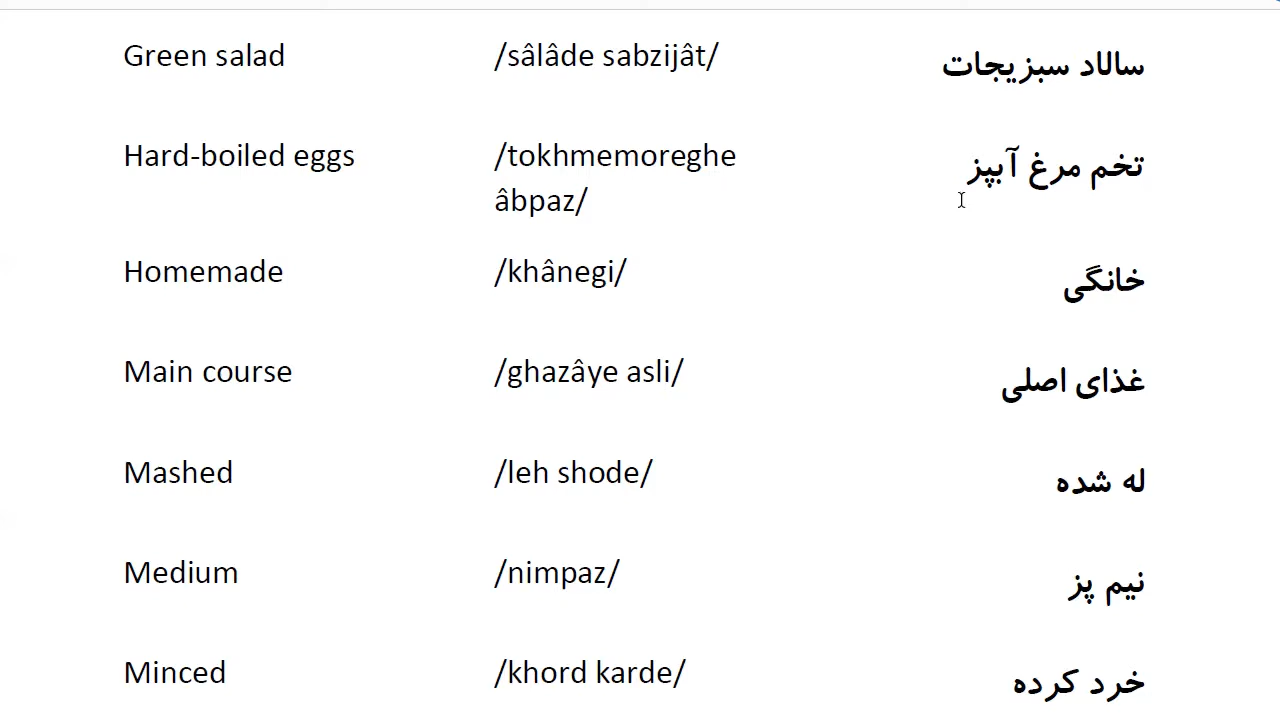 Green salad /sâlâde sabzijât/ سالاد سبزیجات
Hard-boiled eggs /tokhmemoreghe تخم مرغ آبپز
âbpaz/
Homemade /khânegi/ خانگی
Main course /ghazâye asli/ غذای اصلی
Mashed /leh shode/ له شده
Medium /nimpaz/ نیم پز
Minced /khord karde/ خرد کرده